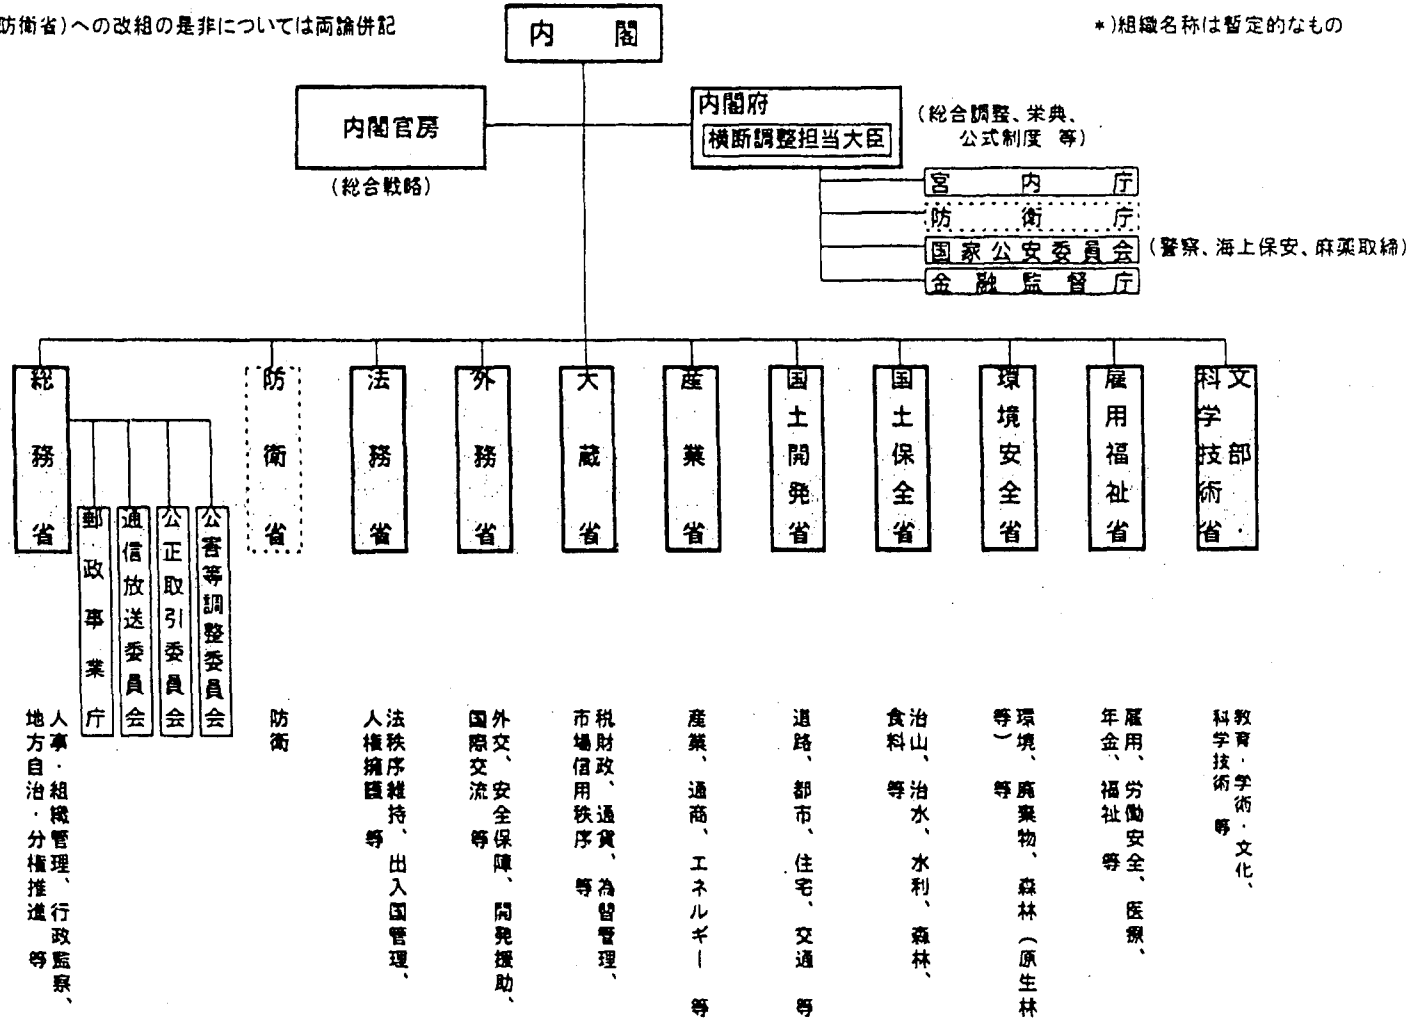 防衛省)への改組の是非については両論併記
*)組織名称は暫定的なもの
内 閣
内閣官房
(総合戦略)
内閣府
横断調整担当大臣
(総合調整、栄典、
公式制度 等)
宮内庁
防衛庁
国家公安委員会
(警察、海上保安、麻薬取締)
金融監督庁
総務省
防衛省
法務省
外務省
大蔵省
産業省
国土開発省
国土保全省
環境安全省
雇用福祉省
文部・
科学技術省
郵政事業庁
通信放送委員会
公正取引委員会
公害等調整委員会
人事・組織管理、行政監察、
地方自治・分権推進 等
防衛
法秩序維持、出入国管理、
人権擁護 等
外交、安全保障、開発援助、
国際交流 等
税財政、通貨、為替管理、
市場信用秩序 等
産業、通商、エネルギー 等
道路、都市、住宅、交通 等
治山、治水、水利、森林、
食料 等
環境、廃棄物、森林(原生林
等) 等
雇用、労働安全、医療、
年金、福祉 等
教育・学術・文化、
科学技術 等